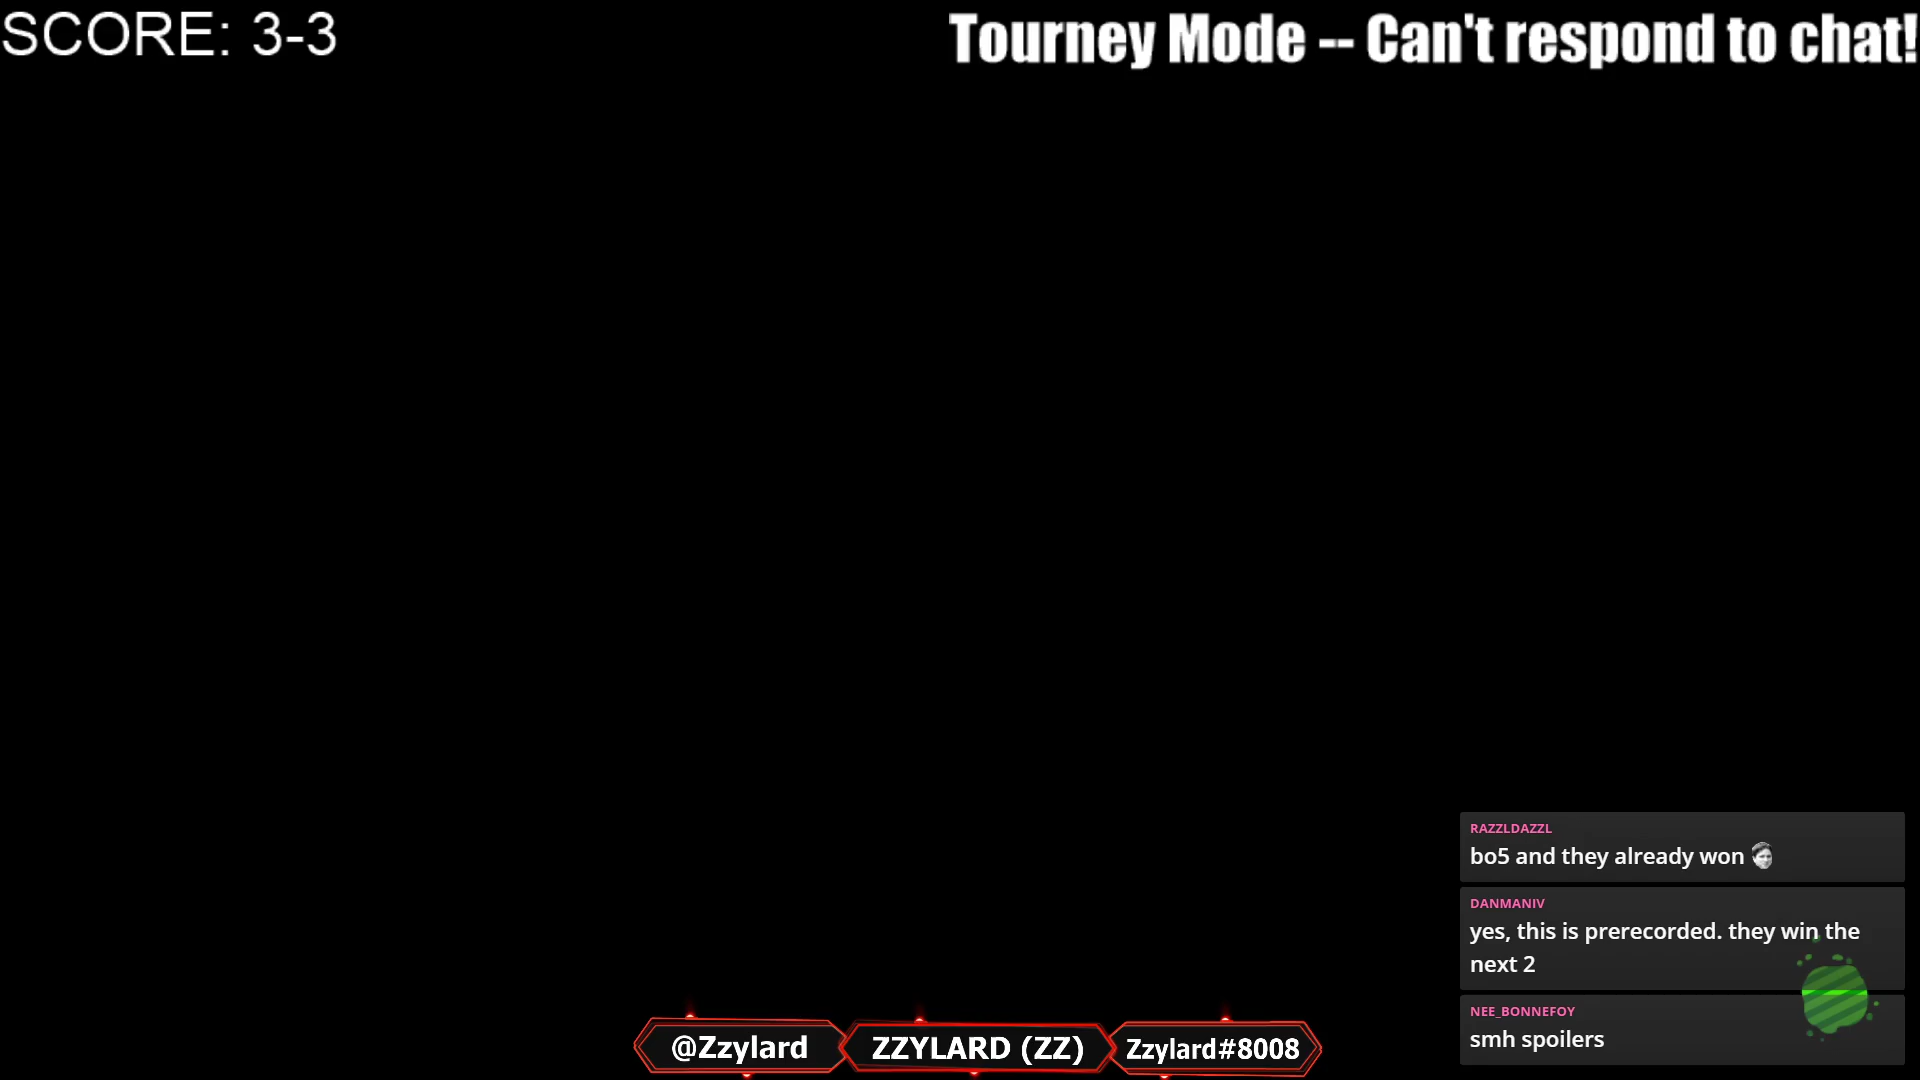 SCORE: 3-3
Tourney Mode -- Can't respond to chat!
RAZZLDAZZL
bo5 and they already won
DANMANIV
yes, this is prerecorded. they win the
next 2
NEE_BONNEFOY
smh spoilers
@Zzylard
ZZYLARD (ZZ)
Zzylard#8008